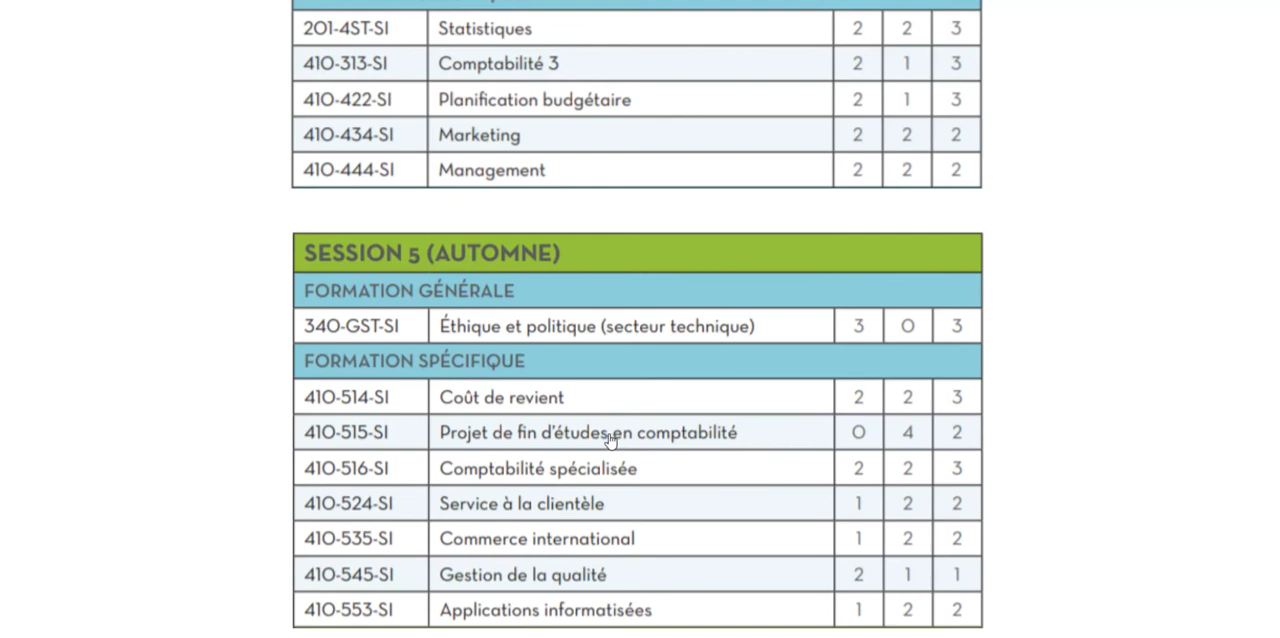 201-4ST-SI Statistiques 2 2 3
410-313-SI Comptabilité 3 2 1 3
410-422-SI Planification budgétaire 2 1 3
410-434-SI Marketing 2 2 2
410-444-SI Management 2 2 2
SESSION 5 (AUTOMNE)
FORMATION GÉNÉRALE
340-GST-SI Éthique et politique (secteur technique) 3 0 3
FORMATION SPÉCIFIQUE
410-514-SI Coût de revient 2 2 3
410-515-SI Projet de fin d'études en comptabilité 0 4 2
410-516-SI Comptabilité spécialisée 2 2 3
410-524-SI Service à la clientèle 1 2 2
410-535-SI Commerce international 1 2 2
410-545-SI Gestion de la qualité 2 1 1
410-553-SI Applications informatisées 1 2 2